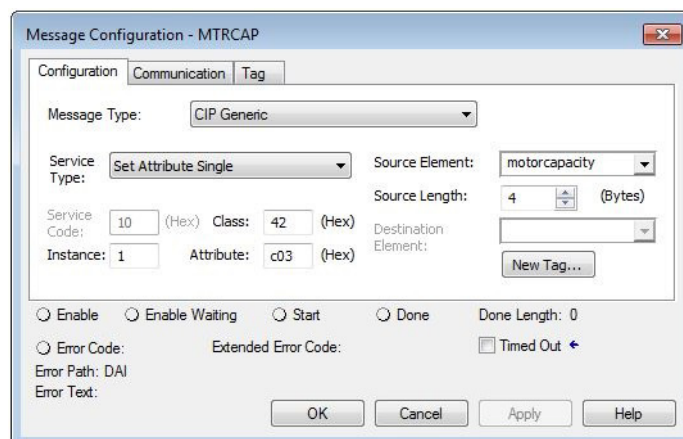 Message Configuration - MTRCAP
Configuration Communication Tag
Message Type: CIP Generic
Service Type: Set Attribute Single Source Element: motorcapacity
Source Length: 4 (Bytes)
Service Code: 10 (Hex) Class: 42 (Hex) Destination Element:
Instance: 1 Attribute: c03 (Hex) New Tag...
Enable Enable Waiting Start Done Done Length: 0
Error Code: Extended Error Code: Timed Out
Error Path: DAI
Error Text:
OK Cancel Apply Help